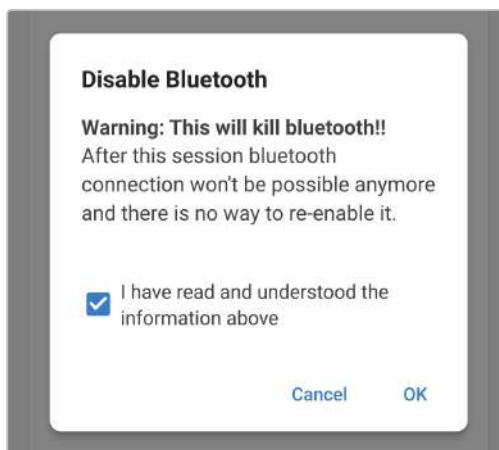 Disable Bluetooth
Warning: This will kill bluetooth!!
After this session bluetooth
connection won't be possible anymore
and there is no way to re-enable it.
I have read and understood the
information above
Cancel OK